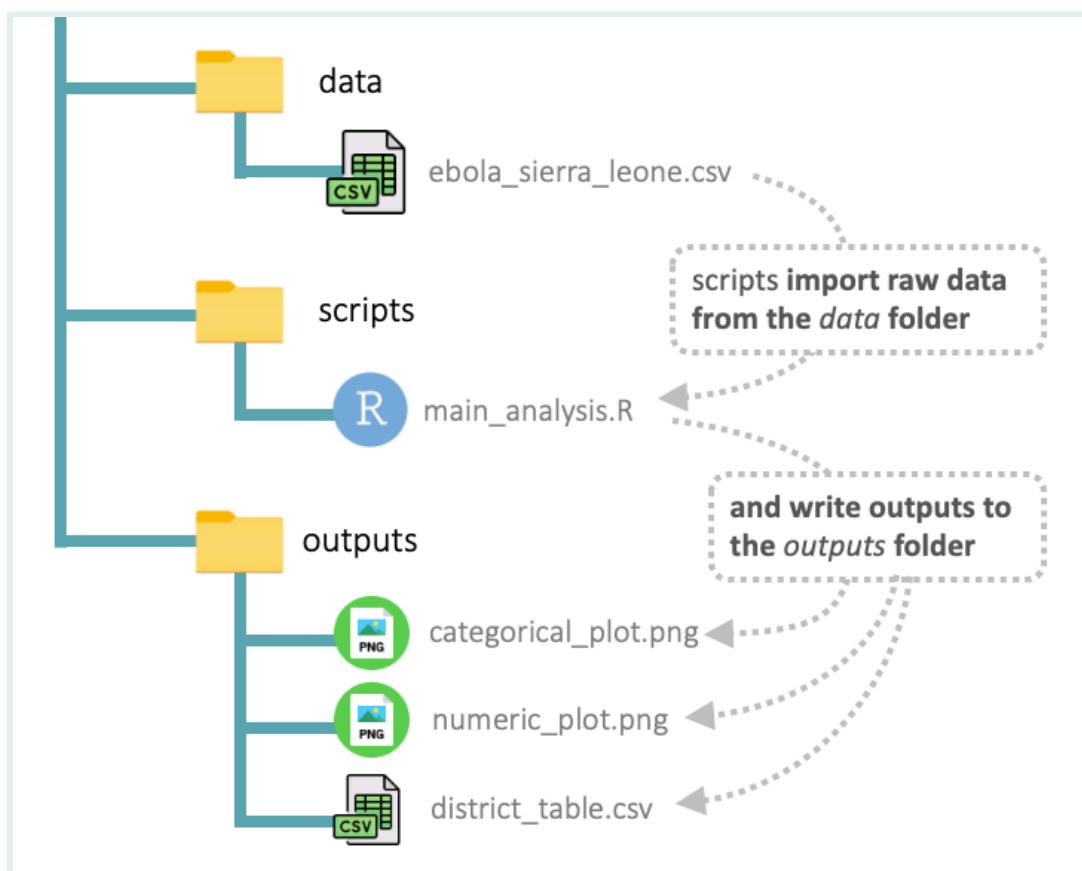 data
CSV
ebola_sierra_leone.csv
scripts import raw data
from the data folder
scripts
R
main_analysis.R
and write outputs to
the outputs folder
outputs
PNG
categorical_plot.png
PNG
numeric_plot.png
CSV
district_table.csv